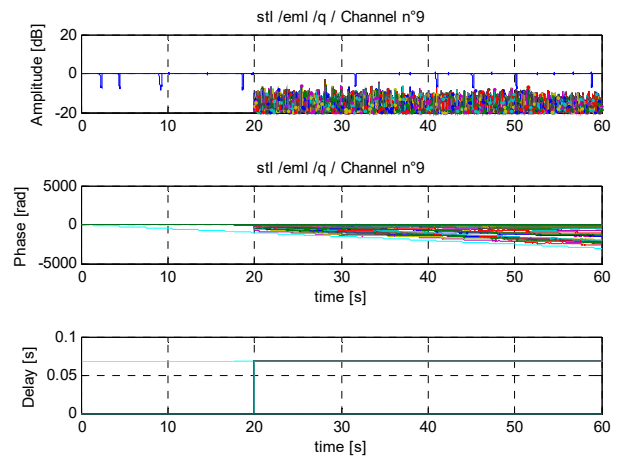 stl /eml /q / Channel n°9
Amplitude [dB]
20
0
-20
0 10 20 30 40 50 60
stl /eml /q / Channel n°9
Phase [rad]
5000
0
-5000
0 10 20 30 40 50 60
time [s]
Delay [s]
0.1
0.05
0
0 10 20 30 40 50 60
time [s]